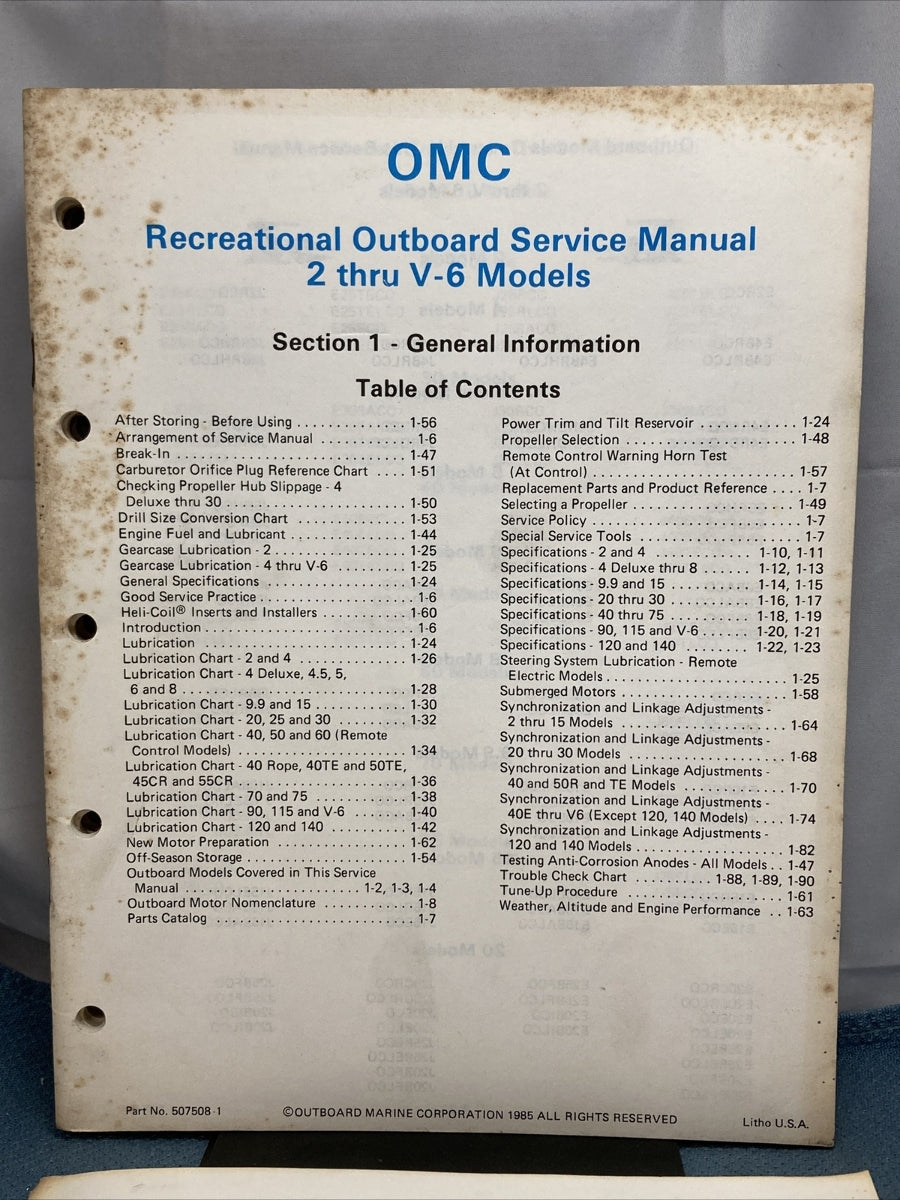 OMC
Recreational Outboard Service Manual
2 thru V-6 Models
Section 1 - General Information
Table of Contents
After Storing - Before Using . . . . . . . . . . . . . . 1-56
Arrangement of Service Manual . . . . . . . . . . . . 1-6
Break-In . . . . . . . . . . . . . . . . . . . . . . . . . . . . 1-47
Carburetor Orifice Plug Reference Chart . . . . 1-51
Checking Propeller Hub Slippage - 4
Deluxe thru 30 . . . . . . . . . . . . . . . . . . . . . . 1-50
Drill Size Conversion Chart . . . . . . . . . . . . . . 1-53
Engine Fuel and Lubricant . . . . . . . . . . . . . . . 1-44
Gearcase Lubrication - 2 . . . . . . . . . . . . . . . . . 1-25
Gearcase Lubrication - 4 thru V-6 . . . . . . . . . . 1-25
General Specifications . . . . . . . . . . . . . . . . . . 1-24
Good Service Practice . . . . . . . . . . . . . . . . . . . 1-6
Heli-Coil® Inserts and Installers . . . . . . . . . . . 1-60
Introduction . . . . . . . . . . . . . . . . . . . . . . . . . . 1-6
Lubrication . . . . . . . . . . . . . . . . . . . . . . . . . . 1-24
Lubrication Chart - 2 and 4 . . . . . . . . . . . . . . 1-26
Lubrication Chart - 4 Deluxe, 4.5, 5,
6 and 8 . . . . . . . . . . . . . . . . . . . . . . . . . . . . 1-28
Lubrication Chart - 9.9 and 15 . . . . . . . . . . . . 1-30
Lubrication Chart - 20, 25 and 30 . . . . . . . . . 1-32
Lubrication Chart - 40, 50 and 60 (Remote
Control Models) . . . . . . . . . . . . . . . . . . . . . 1-34
Lubrication Chart - 40 Rope, 40TE and 50TE,
45CR and 55CR . . . . . . . . . . . . . . . . . . . . . . 1-36
Lubrication Chart - 70 and 75 . . . . . . . . . . . . 1-38
Lubrication Chart - 90, 115 and V-6 . . . . . . . . 1-40
Lubrication Chart - 120 and 140 . . . . . . . . . . . 1-42
New Motor Preparation . . . . . . . . . . . . . . . . . 1-62
Off-Season Storage . . . . . . . . . . . . . . . . . . . . . 1-54
Outboard Models Covered in This Service
Manual . . . . . . . . . . . . . . . . . . . . . . 1-2, 1-3, 1-4
Outboard Motor Nomenclature . . . . . . . . . . . . 1-8
Parts Catalog . . . . . . . . . . . . . . . . . . . . . . . . . 1-7
Power Trim and Tilt Reservoir . . . . . . . . . . . . 1-24
Propeller Selection . . . . . . . . . . . . . . . . . . . . . 1-48
Remote Control Warning Horn Test
(At Control) . . . . . . . . . . . . . . . . . . . . . . . . . 1-57
Replacement Parts and Product Reference . . . . 1-7
Selecting a Propeller . . . . . . . . . . . . . . . . . . . . 1-49
Service Policy . . . . . . . . . . . . . . . . . . . . . . . . . 1-7
Special Service Tools . . . . . . . . . . . . . . . . . . . . 1-7
Specifications - 2 and 4 . . . . . . . . . . . 1-10, 1-11
Specifications - 4 Deluxe thru 8 . . . . . . 1-12, 1-13
Specifications - 9.9 and 15 . . . . . . . . . . 1-14, 1-15
Specifications - 20 thru 30 . . . . . . . . . . 1-16, 1-17
Specifications - 40 thru 75 . . . . . . . . . . 1-18, 1-19
Specifications - 90, 115 and V-6 . . . . . . 1-20, 1-21
Specifications - 120 and 140 . . . . . . . . 1-22, 1-23
Steering System Lubrication - Remote
Electric Models . . . . . . . . . . . . . . . . . . . . . . . 1-25
Submerged Motors . . . . . . . . . . . . . . . . . . . . . 1-58
Synchronization and Linkage Adjustments -
2 thru 15 Models . . . . . . . . . . . . . . . . . . . . . 1-64
Synchronization and Linkage Adjustments -
20 thru 30 Models . . . . . . . . . . . . . . . . . . . . 1-68
Synchronization and Linkage Adjustments -
40 and 50R and TE Models . . . . . . . . . . . . . 1-70
Synchronization and Linkage Adjustments -
40E thru V6 (Except 120, 140 Models) . . . . 1-74
Synchronization and Linkage Adjustments -
120 and 140 Models . . . . . . . . . . . . . . . . . . . 1-82
Testing Anti-Corrosion Anodes - All Models . . 1-47
Trouble Check Chart . . . . . . . . . . 1-88, 1-89, 1-90
Tune-Up Procedure . . . . . . . . . . . . . . . . . . . . . 1-61
Weather, Altitude and Engine Performance . . 1-63
Part No. 507508-1
©OUTBOARD MARINE CORPORATION 1985 ALL RIGHTS RESERVED
Litho U.S.A.